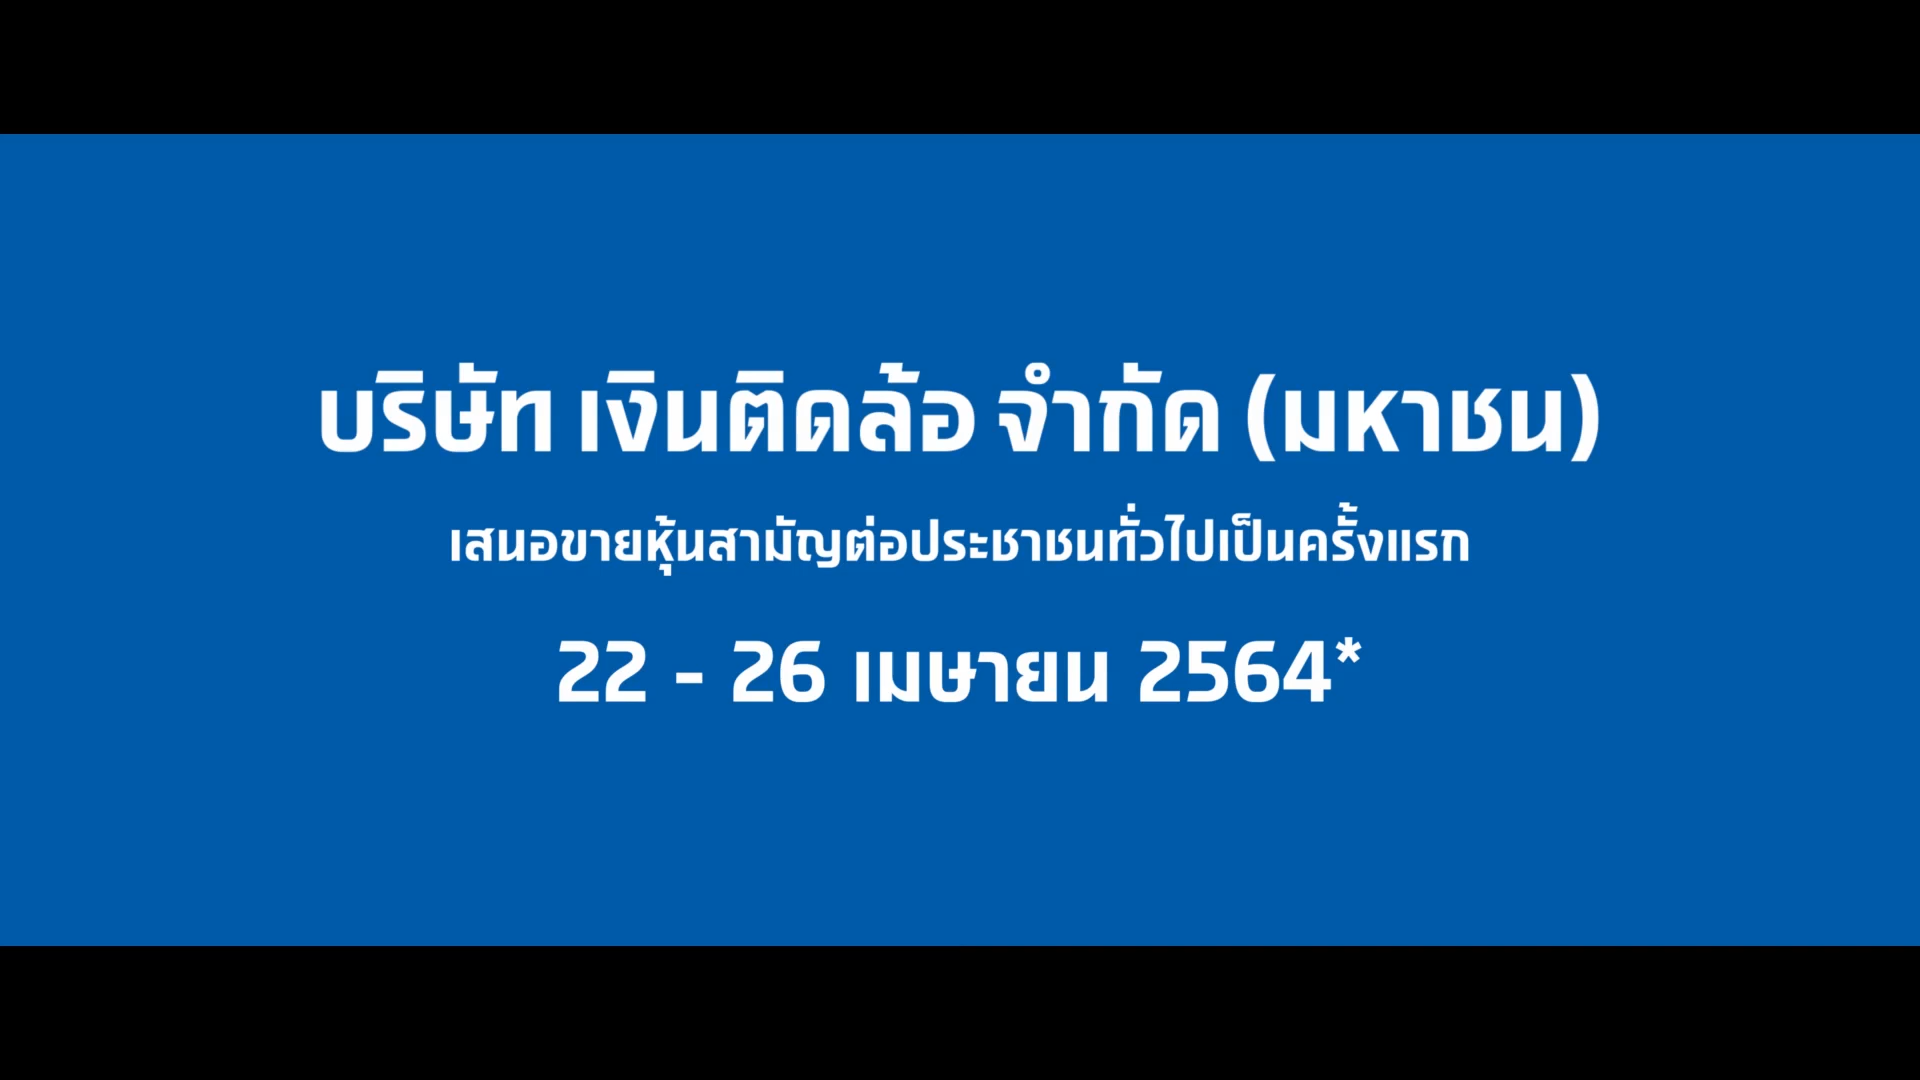 บริษัท เงินติดล้อ จำกัด (มหาชน)
เสนอขายหุ้นสามัญต่อประชาชนทั่วไปเป็นครั้งแรก
22 - 26 เมษายน 2564*